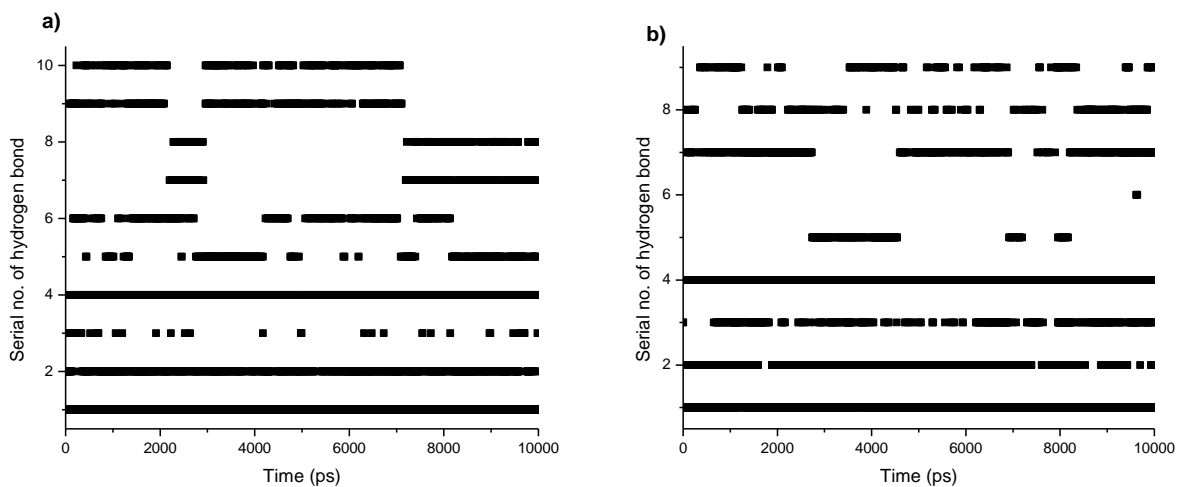 a)
Serial no. of hydrogen bond
10
8
6
4
2
0 2000 4000 6000 8000 10000
Time (ps)
b)
Serial no. of hydrogen bond
8
6
4
2
0 2000 4000 6000 8000 10000
Time (ps)